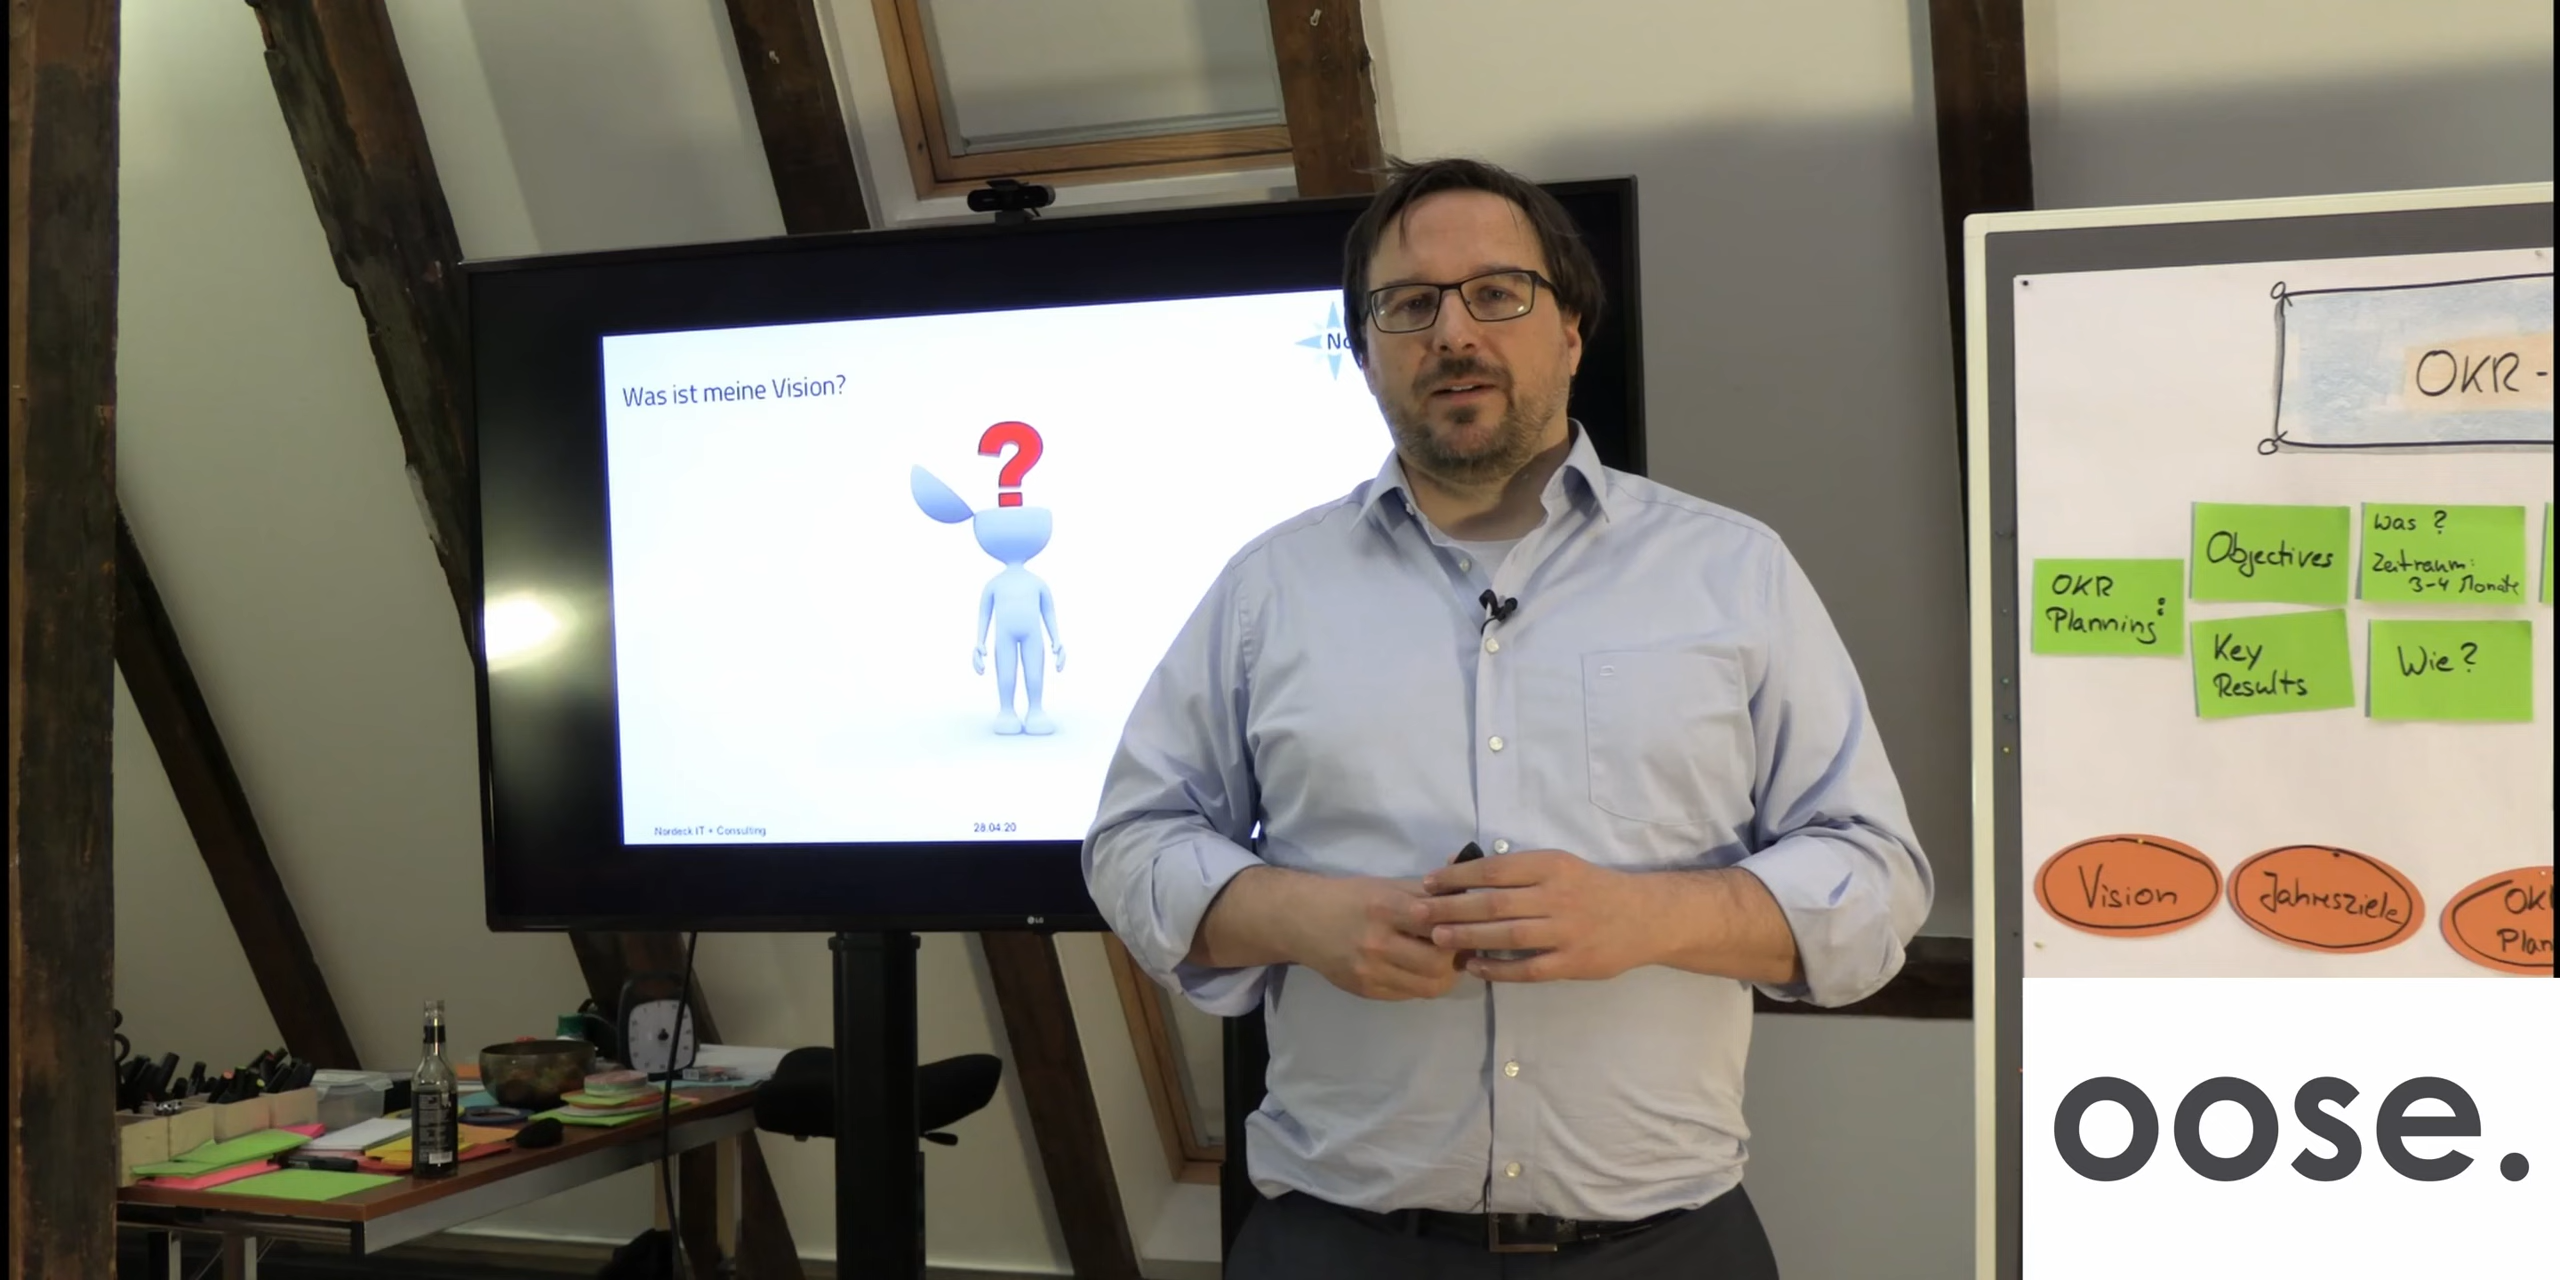 Was ist meine Vision?
?
Nordeck IT + Consulting
28.04.20
LG
OKR -
OKR
Planning:
Objectives
Key
Results
Was ?
Zeitraum:
3-4 Monate
Wie?
Vision
Jahresziele
oose.